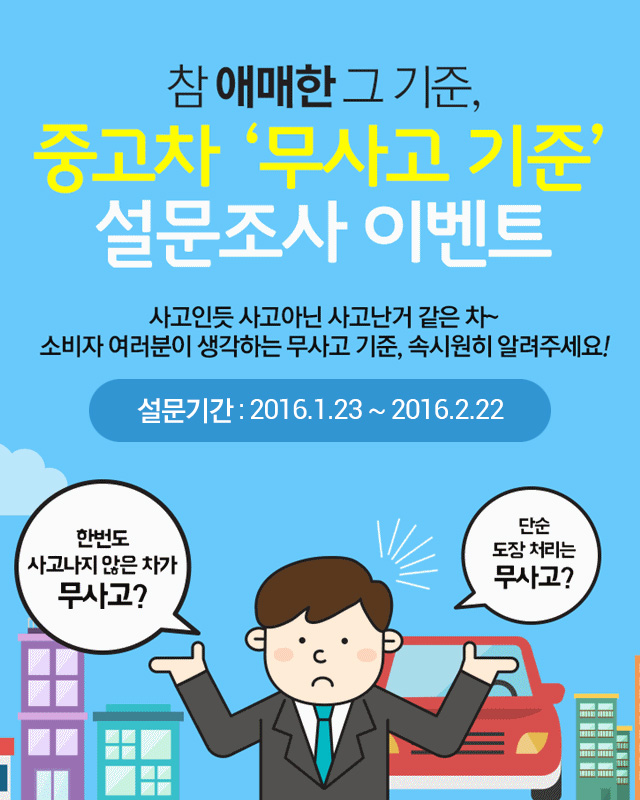 참 애매한 그 기준,
중고차 ‘무사고 기준’
설문조사 이벤트
사고인듯 사고아닌 사고난거 같은 차~
소비자 여러분이 생각하는 무사고 기준, 속시원히 알려주세요!
설문기간 : 2016.1.23 ~ 2016.2.22
한번도
사고나지 않은 차가
무사고?
단순
도장 처리는
무사고?